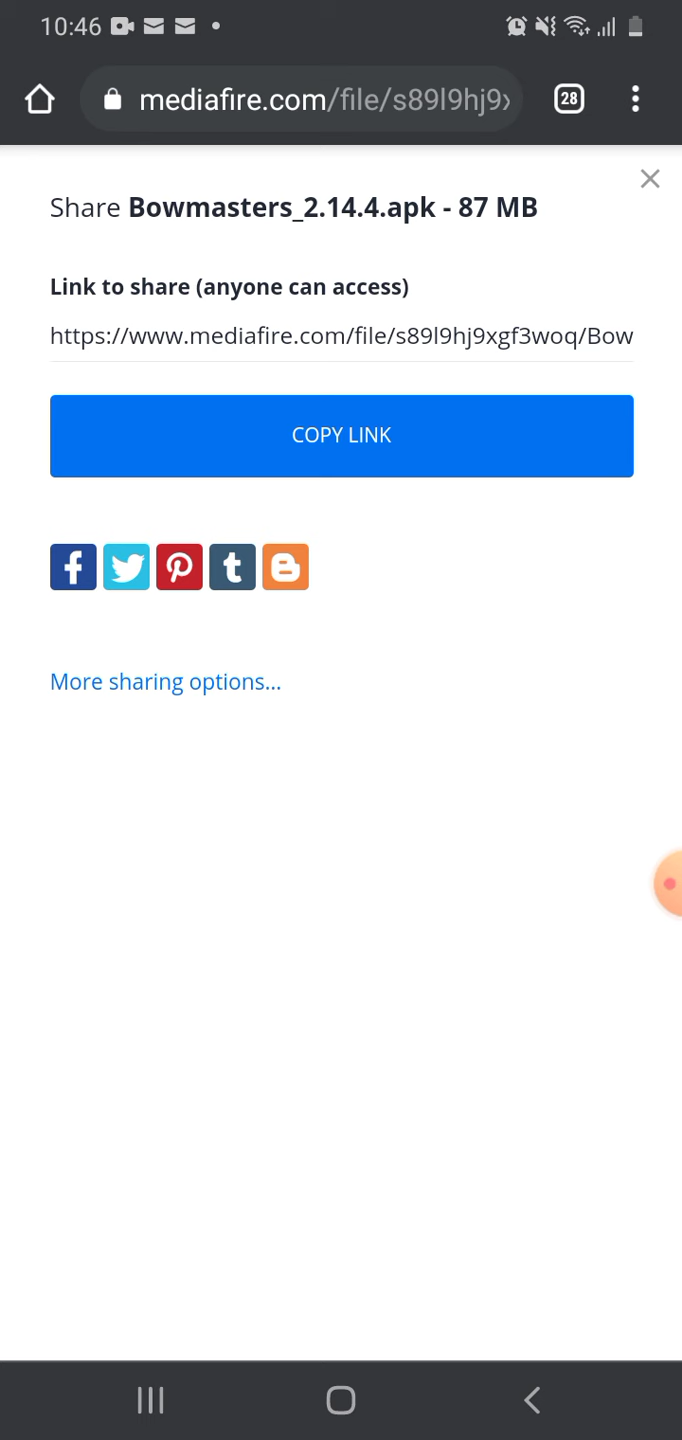 10:46
mediafire.com/file/s89l9hj9
28
Share Bowmasters_2.14.4.apk - 87 MB
Link to share (anyone can access)
https://www.mediafire.com/file/s89l9hj9xgf3woq/Bow
COPY LINK
More sharing options...